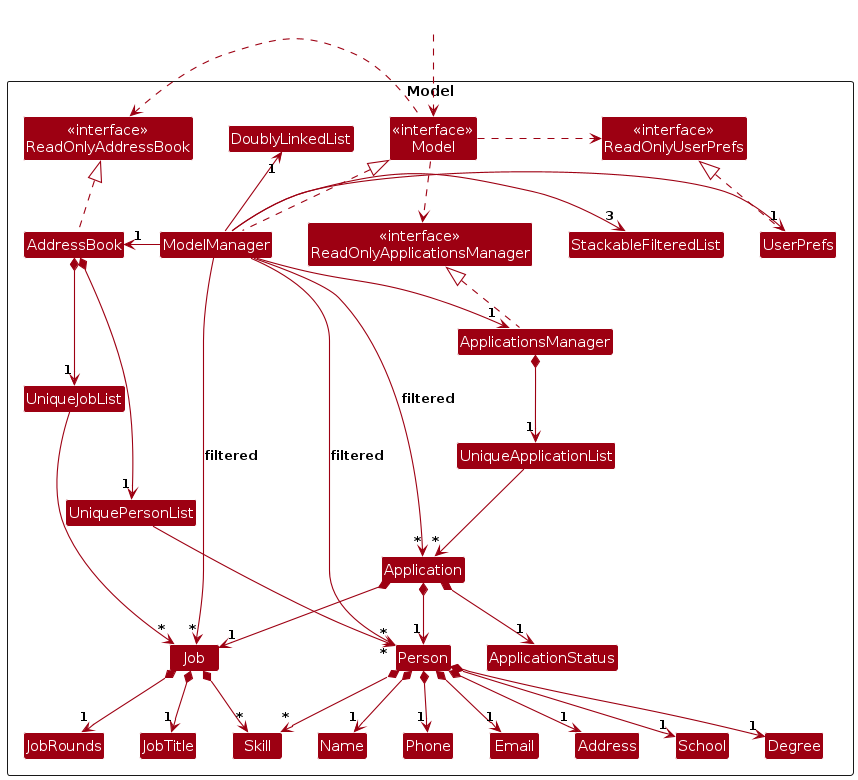 Model
«interface»
ReadOnlyAddressBook
DoublyLinkedList
«interface»
Model
«interface»
ReadOnlyUserPrefs
1
3
1
1
AddressBook
ModelManager
«interface»
ReadOnlyApplicationsManager
StackableFilteredList
UserPrefs
1
ApplicationsManager
1
UniqueJobList
filtered
1
filtered
filtered
UniqueApplicationList
1
UniquePersonList
*
*
Application
*
*
1
*
1
1
*
Job
Person
ApplicationStatus
1
1
*
*
1
1
1
1
1
1
JobRounds
JobTitle
Skill
Name
Phone
Email
Address
School
Degree